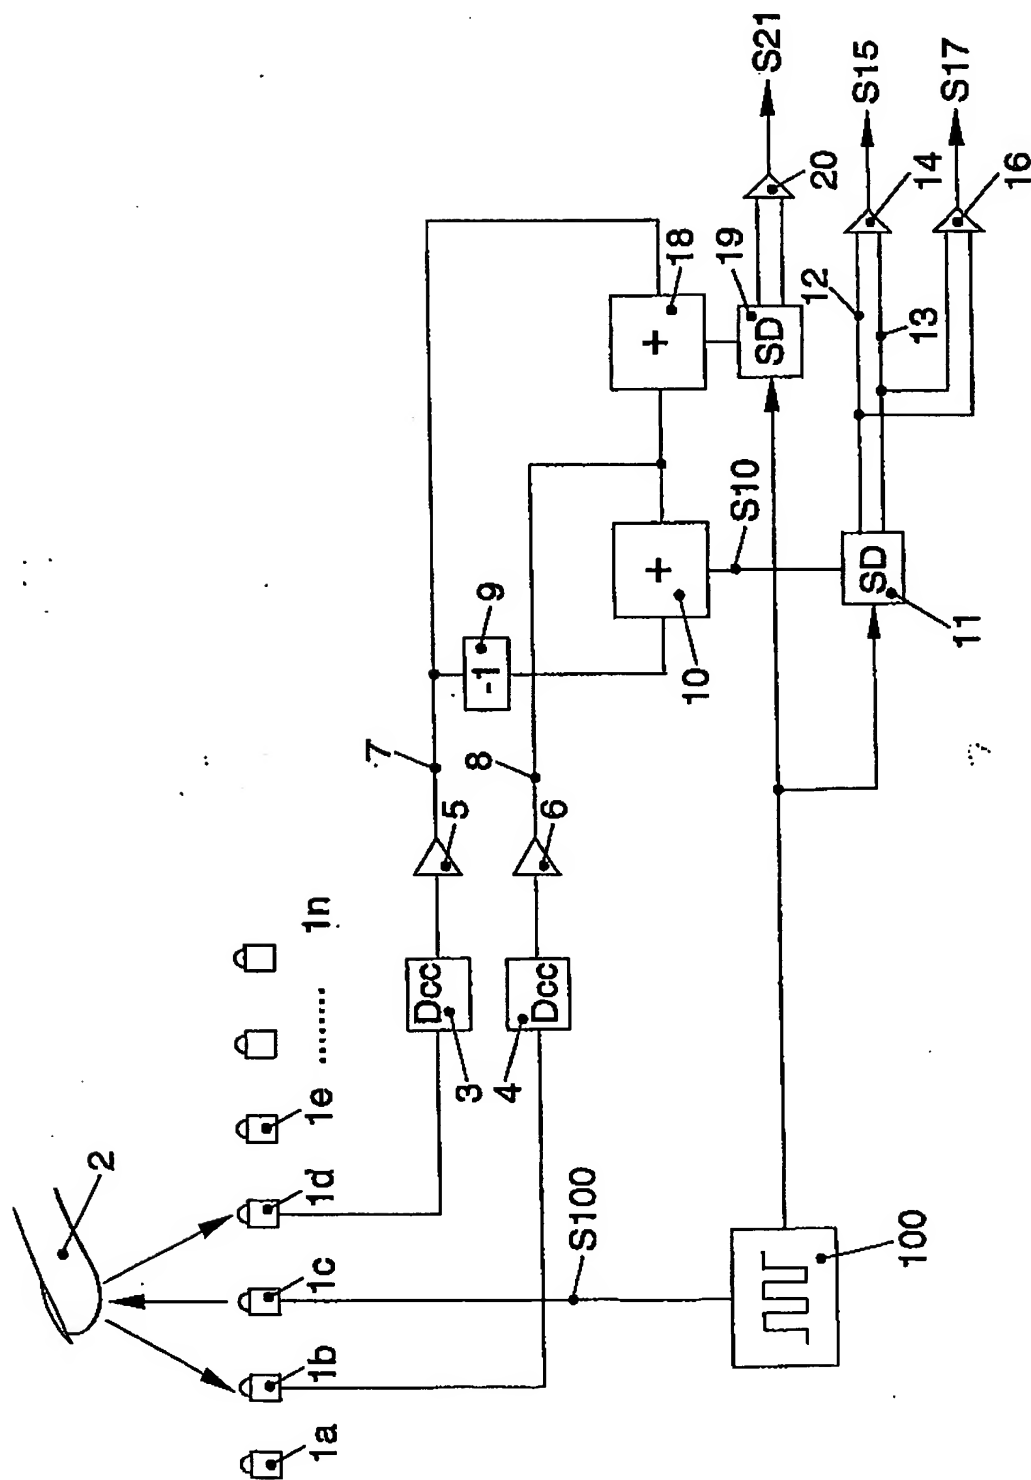 2
1a
1b
1c
1d
1e
........
1n
S100
3
Dcc
4
Dcc
5
6
7
8
9
-1
10
+
S10
18
+
19
SD
20
S21
11
SD
12
13
14
S15
16
S17
100